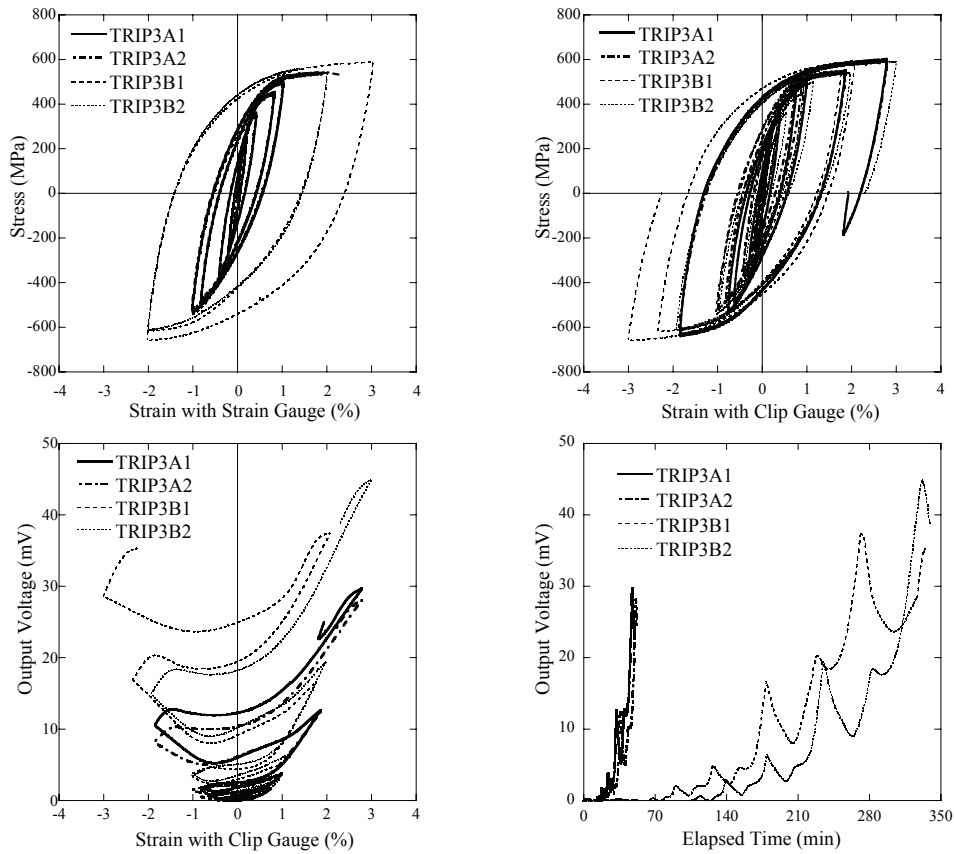 800
600
400
200
0
-200
-400
-600
-800
Stress (MPa)
TRIP3A1
TRIP3A2
TRIP3B1
TRIP3B2
-4 -3 -2 -1 0 1 2 3 4
Strain with Strain Gauge (%)
800
600
400
200
0
-200
-400
-600
-800
Stress (MPa)
TRIP3A1
TRIP3A2
TRIP3B1
TRIP3B2
-4 -3 -2 -1 0 1 2 3 4
Strain with Clip Gauge (%)
50
40
30
20
10
0
Output Voltage (mV)
TRIP3A1
TRIP3A2
TRIP3B1
TRIP3B2
-4 -3 -2 -1 0 1 2 3 4
Strain with Clip Gauge (%)
50
40
30
20
10
0
Output Voltage (mV)
TRIP3A1
TRIP3A2
TRIP3B1
TRIP3B2
0 70 140 210 280 350
Elapsed Time (min)